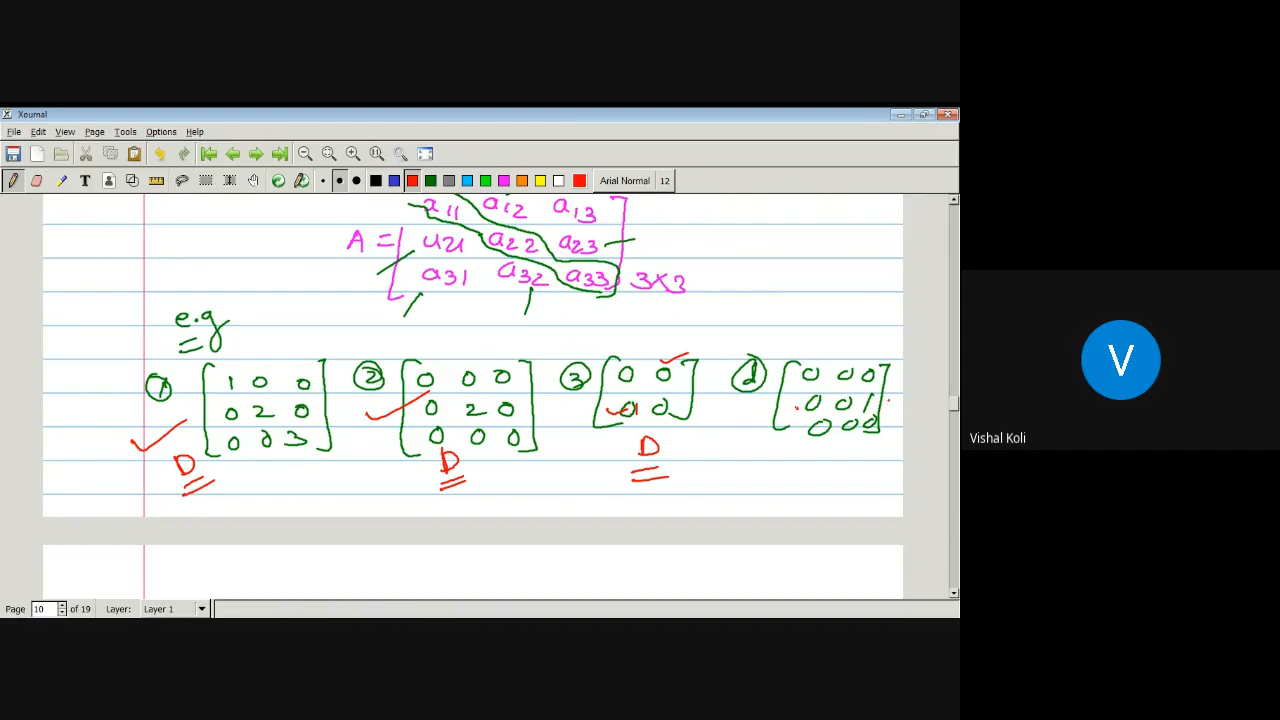 Xournal
File Edit View Page Tools Options Help
Arial Normal 12
a11 a12 a13
A = a21 a22 a23
a31 a32 a33 3×3
e.g
① 1 0 0 ② 0 0 0 ③ 0 0 ④ 0 0 0
0 2 0 0 2 0 0 0 0 0 1
0 0 3 0 0 0 0 0 0
D D D
V
Vishal Koli
Page 10 of 19 Layer: Layer 1